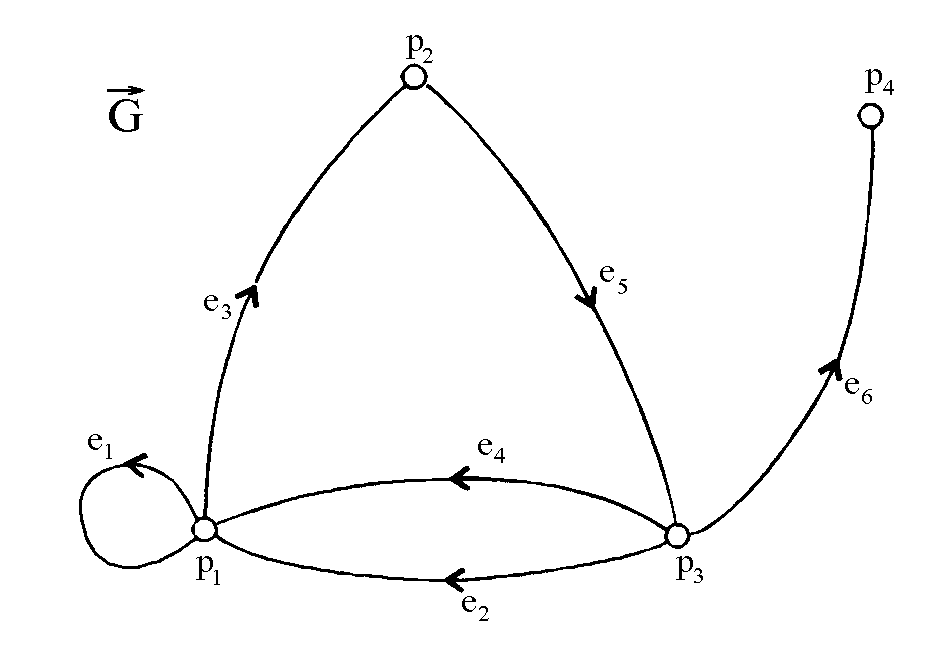 p₂
p₄
G⃗
e₅
e₃
e₆
e₁
e₄
p₁
p₃
e₂